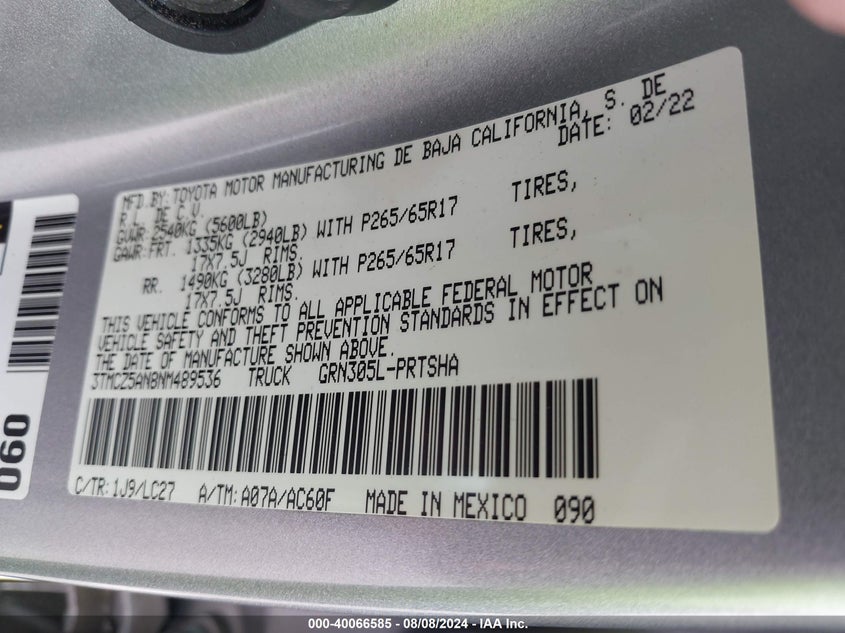 MFD.BY:TOYOTA MOTOR MANUFACTURING DE BAJA CALIFORNIA, S. DE
R.L. DE C.V. DATE: 02/22
GVWR:2540KG (5600LB)
GAWR:FRT. 1335KG (2940LB) WITH P265/65R17 TIRES,
17X7.5J RIMS.
RR. 1490KG (3280LB) WITH P265/65R17 TIRES,
17X7.5J RIMS.
THIS VEHICLE CONFORMS TO ALL APPLICABLE FEDERAL MOTOR
VEHICLE SAFETY AND THEFT PREVENTION STANDARDS IN EFFECT ON
THE DATE OF MANUFACTURE SHOWN ABOVE.
3TMCZ5AN8NM489536 TRUCK GRN305L-PRTSHA
C/TR:1J9/LC27 A/TM:A07A/AC60F MADE IN MEXICO 090
090
000-40066585 - 08/08/2024 - IAA Inc.